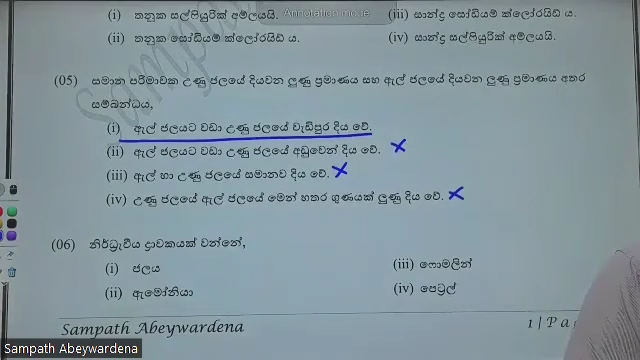 Annotation mode
(i) තනුක සල්ෆියුරික් අම්ලයයි. (iii) සාන්ද්‍ර සෝඩියම් ක්ලෝරයිඩ් ය.
(ii) තනුක සෝඩියම් ක්ලෝරයිඩ් ය. (iv) සාන්ද්‍ර සල්ෆියුරික් අම්ලයයි.
(05) සමාන පරිමාවක උණු ජලයේ දියවන ලුණු ප්‍රමාණය සහ ඇල් ජලයේ දියවන ලුණු ප්‍රමාණය අතර
සම්බන්ධය,
(i) ඇල් ජලයට වඩා උණු ජලයේ වැඩිපුර දිය වේ.
(ii) ඇල් ජලයට වඩා උණු ජලයේ අඩුවෙන් දිය වේ.
(iii) ඇල් හා උණු ජලයේ සමානව දිය වේ.
(iv) උණු ජලයේ ඇල් ජලයේ මෙන් හතර ගුණයක් ලුණු දිය වේ.
(06) නිර්ධ්‍රැවීය ද්‍රාවකයක් වන්නේ,
(i) ජලය (iii) ෆොමලින්
(ii) ඇමෝනියා (iv) පෙට්‍රල්
Sampath Abeywardena 1 | P a
Sampath Abeywardena